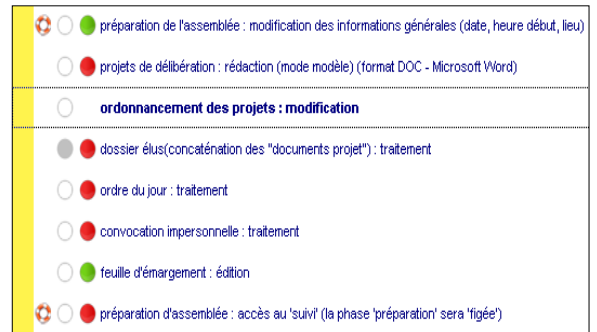 préparation de l'assemblée : modification des informations générales (date, heure début, lieu)
projets de délibération : rédaction (mode modèle) (format DOC - Microsoft Word)
ordonnancement des projets : modification
dossier élus(concaténation des "documents projet") : traitement
ordre du jour : traitement
convocation impersonnelle : traitement
feuille d'émargement : édition
préparation d'assemblée : accès au 'suivi' (la phase 'préparation' sera 'figée')